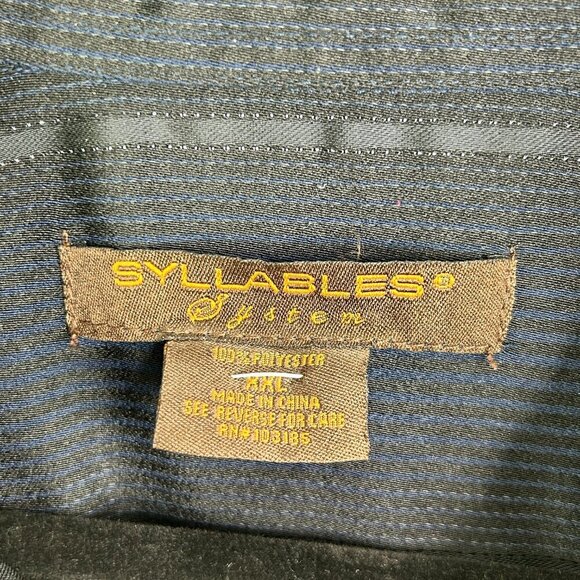 SYLLABLES®
System
100% POLYESTER
XXL
MADE IN CHINA
SEE REVERSE FOR CARE
RN#103185